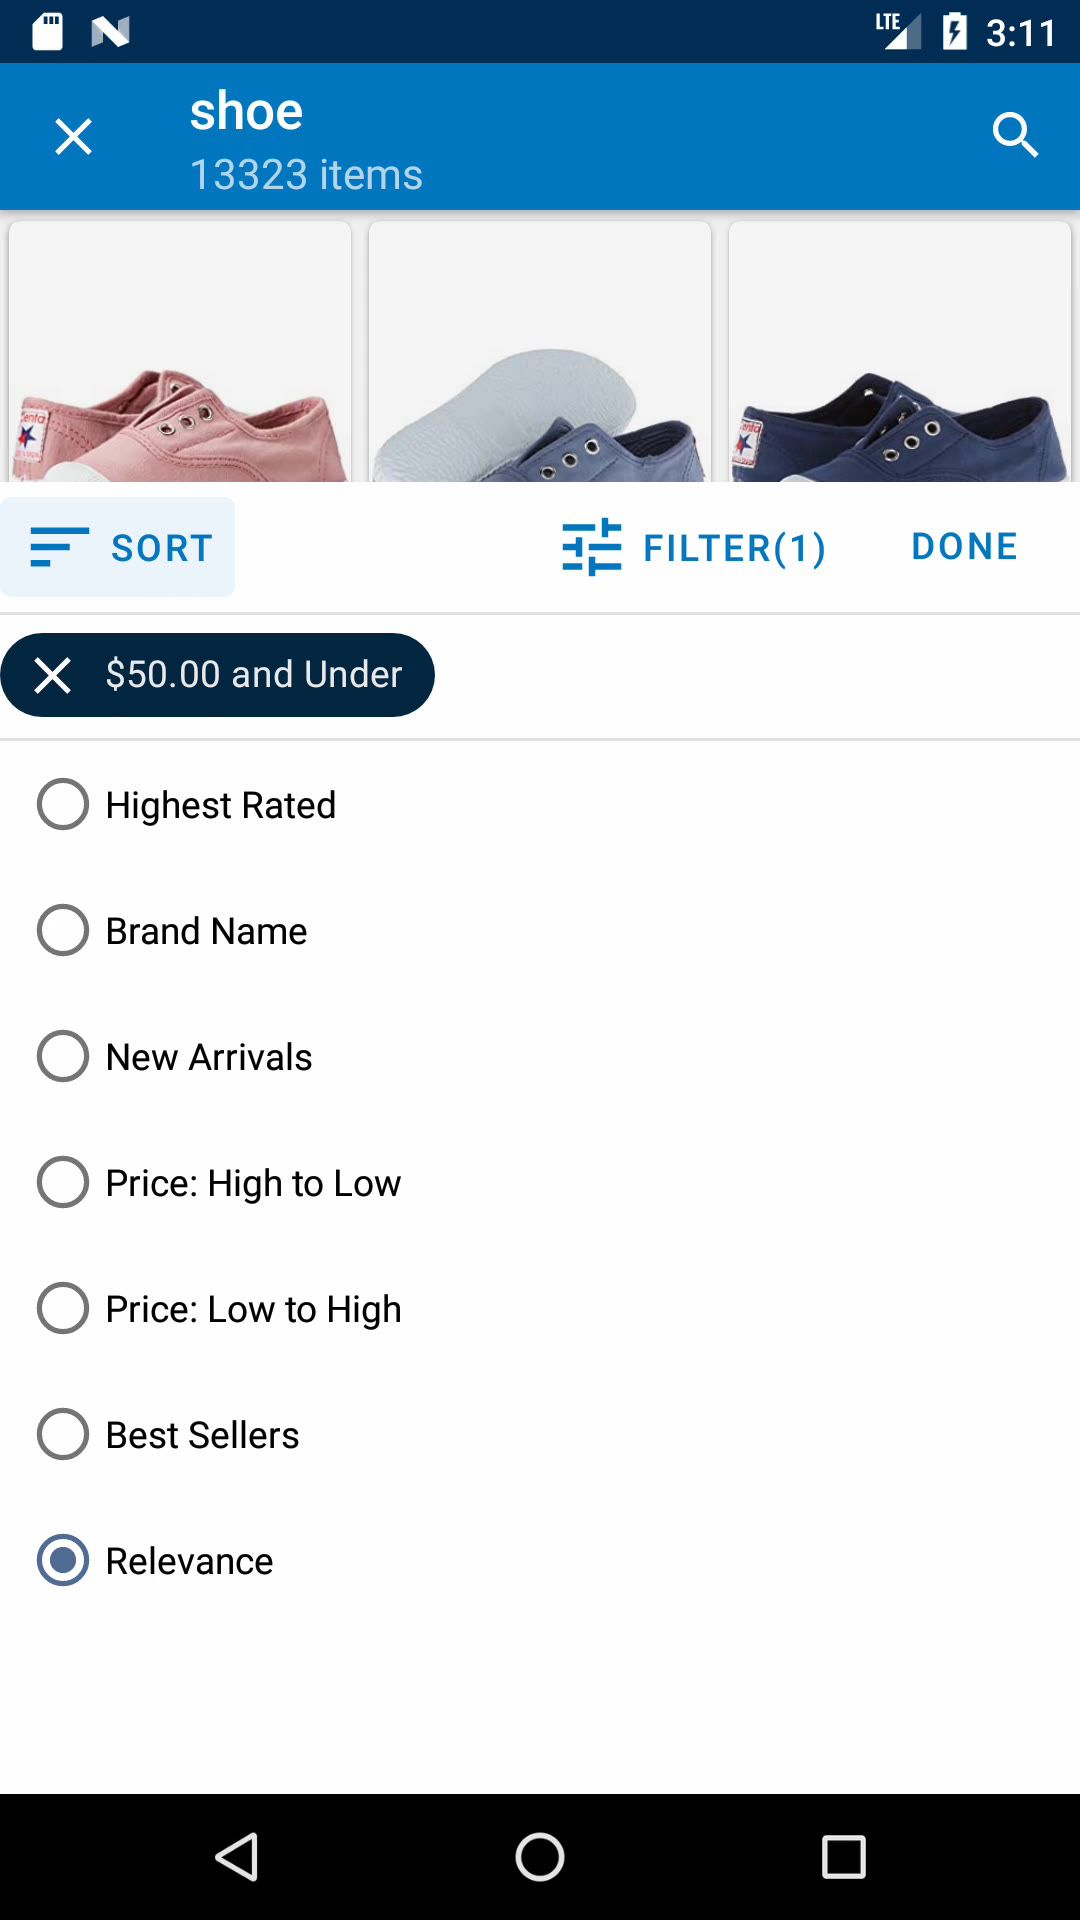 LTE 3:11
shoe
13323 items
SORT FILTER(1) DONE
$50.00 and Under
Highest Rated
Brand Name
New Arrivals
Price: High to Low
Price: Low to High
Best Sellers
Relevance